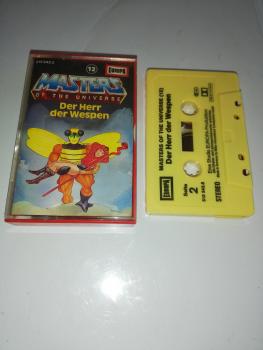 12
EUROPA
MASTERS
OF THE UNIVERSE
Der Herr
der Wespen
MASTERS OF THE UNIVERSE (12)
Der Herr der Wespen
EUROPA
Seite
2
STEREO